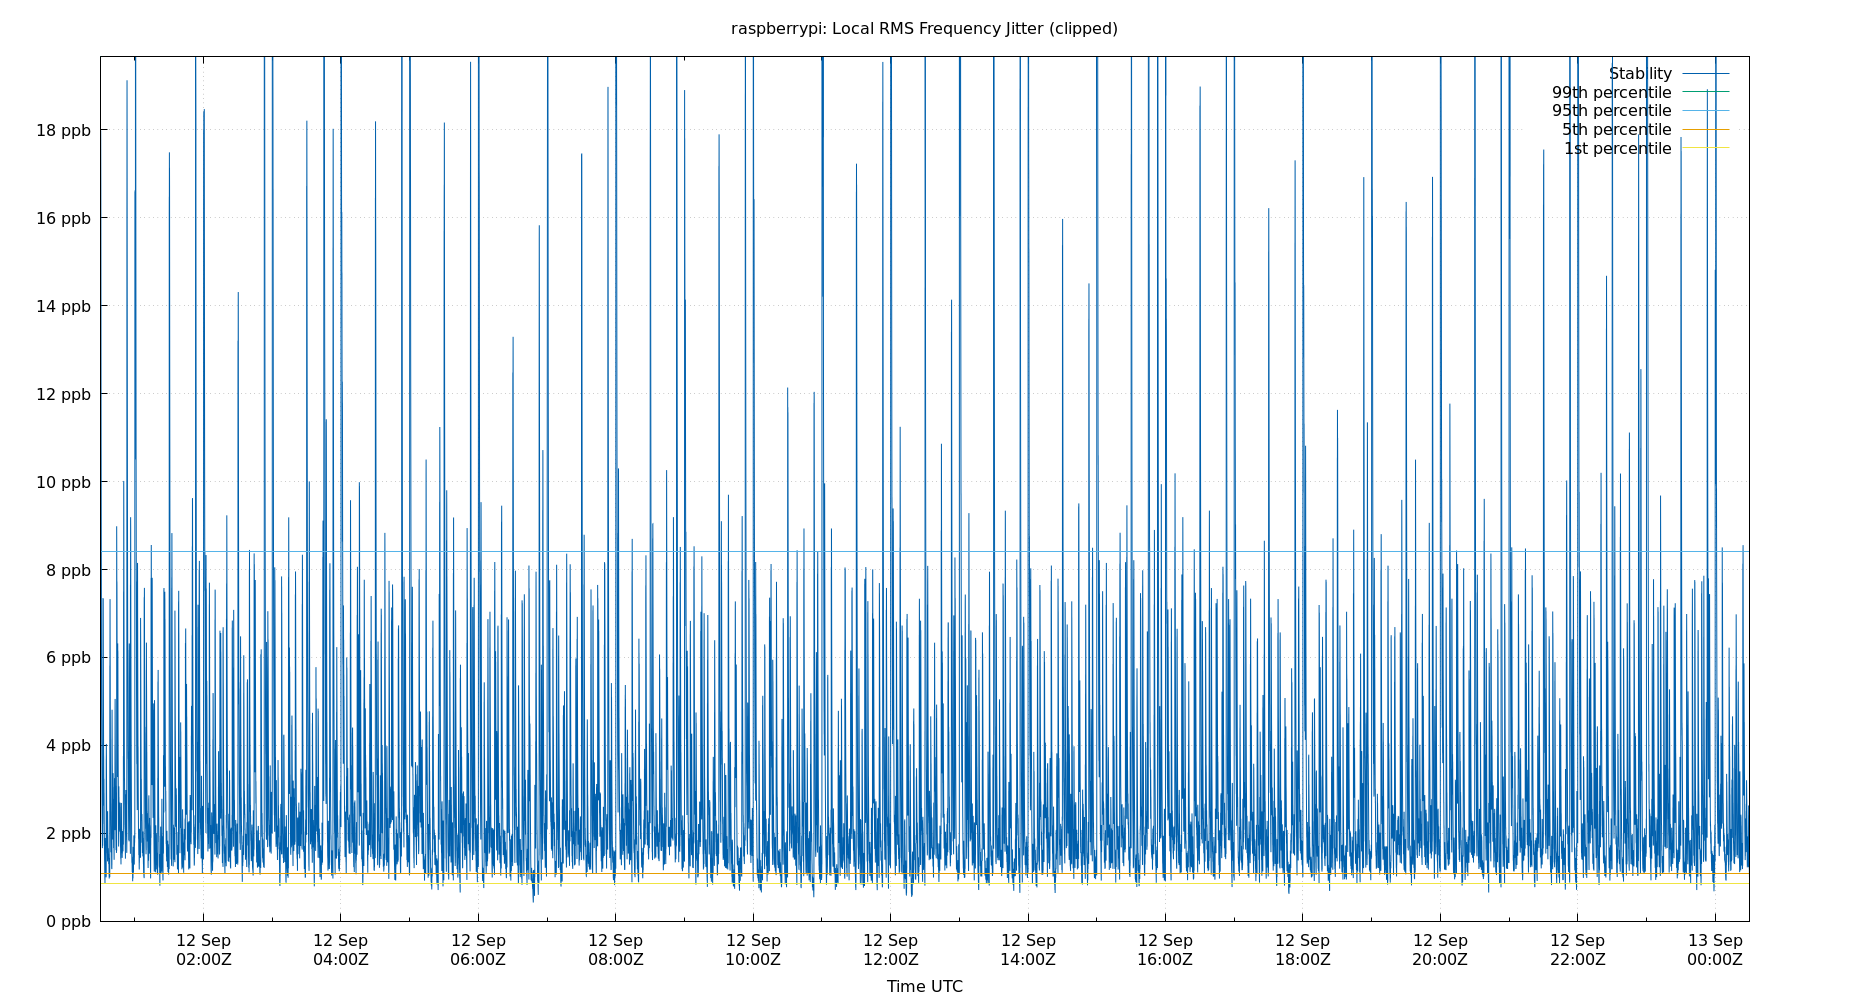 raspberrypi: Local RMS Frequency Jitter (clipped)
Stability
99th percentile
95th percentile
5th percentile
1st percentile
18 ppb
16 ppb
14 ppb
12 ppb
10 ppb
8 ppb
6 ppb
4 ppb
2 ppb
0 ppb
12 Sep 12 Sep 12 Sep 12 Sep 12 Sep 12 Sep 12 Sep 12 Sep 12 Sep 12 Sep 12 Sep 13 Sep
02:00Z 04:00Z 06:00Z 08:00Z 10:00Z 12:00Z 14:00Z 16:00Z 18:00Z 20:00Z 22:00Z 00:00Z
Time UTC